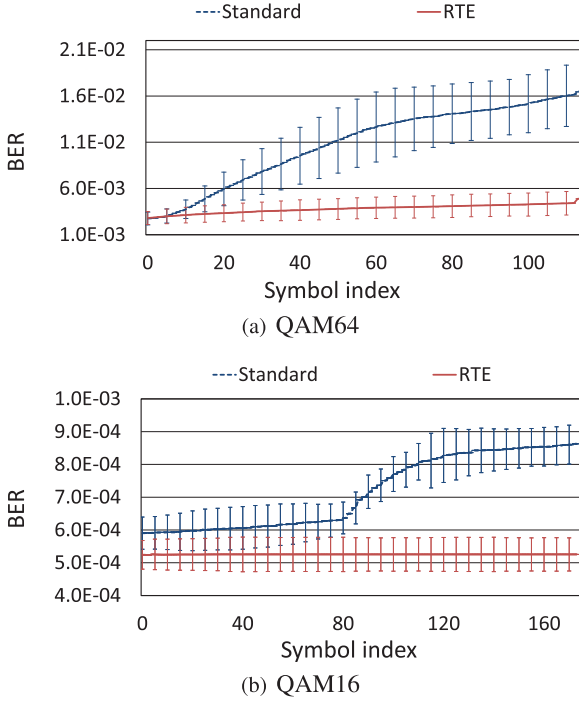 Standard RTE
2.1E-02
1.6E-02
1.1E-02
6.0E-03
1.0E-03
BER
0 20 40 60 80 100
Symbol index
(a) QAM64
Standard RTE
1.0E-03
9.0E-04
8.0E-04
7.0E-04
6.0E-04
5.0E-04
4.0E-04
BER
0 40 80 120 160
Symbol index
(b) QAM16